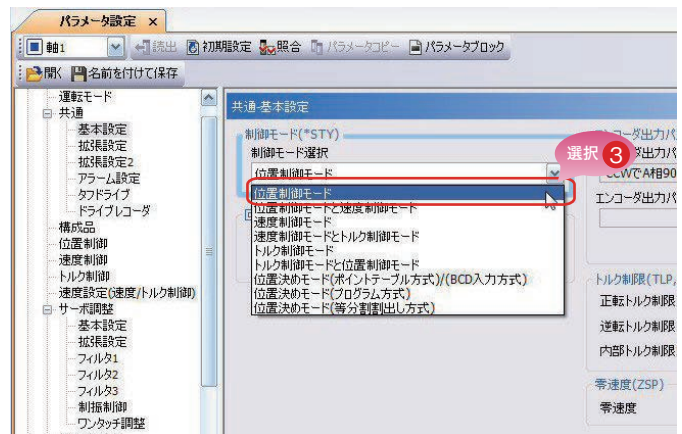 パラメータ設定 ×
軸1 読出 初期設定 照合 パラメータコピー パラメータブロック
開く 名前を付けて保存
運転モード
共通
基本設定
拡張設定
拡張設定2
アラーム設定
タフドライブ
ドライブレコーダ
構成品
位置制御
速度制御
トルク制御
速度設定(速度/トルク制御)
サーボ調整
基本設定
拡張設定
フィルタ1
フィルタ2
フィルタ3
制振制御
ワンタッチ調整
共通-基本設定
制御モード(*STY)
制御モード選択
位置制御モード
選択 3
位置制御モード
位置制御モードと速度制御モード
速度制御モード
速度制御モードとトルク制御モード
トルク制御モード
トルク制御モードと位置制御モード
位置決めモード(ポイントテーブル方式)/(BCD入力方式)
位置決めモード(プログラム方式)
位置決めモード(等分割割出し方式)
ンコーダ出力パ
ダ出力パ
CCWでA相90
エンコーダ出力パ
トルク制限(TLP,
正転トルク制限
逆転トルク制限
内部トルク制限
零速度(ZSP)
零速度